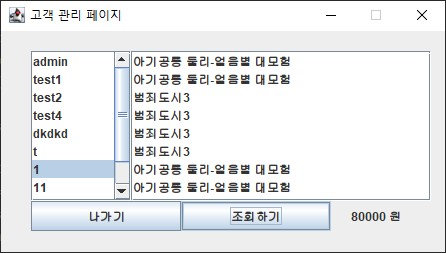 고객 관리 페이지
admin
test1
test2
test4
dkdkd
t
1
11
아기공룡 둘리-얼음별 대모험
아기공룡 둘리-얼음별 대모험
범죄도시3
범죄도시3
범죄도시3
범죄도시3
아기공룡 둘리-얼음별 대모험
아기공룡 둘리-얼음별 대모험
나가기
조회하기
80000 원